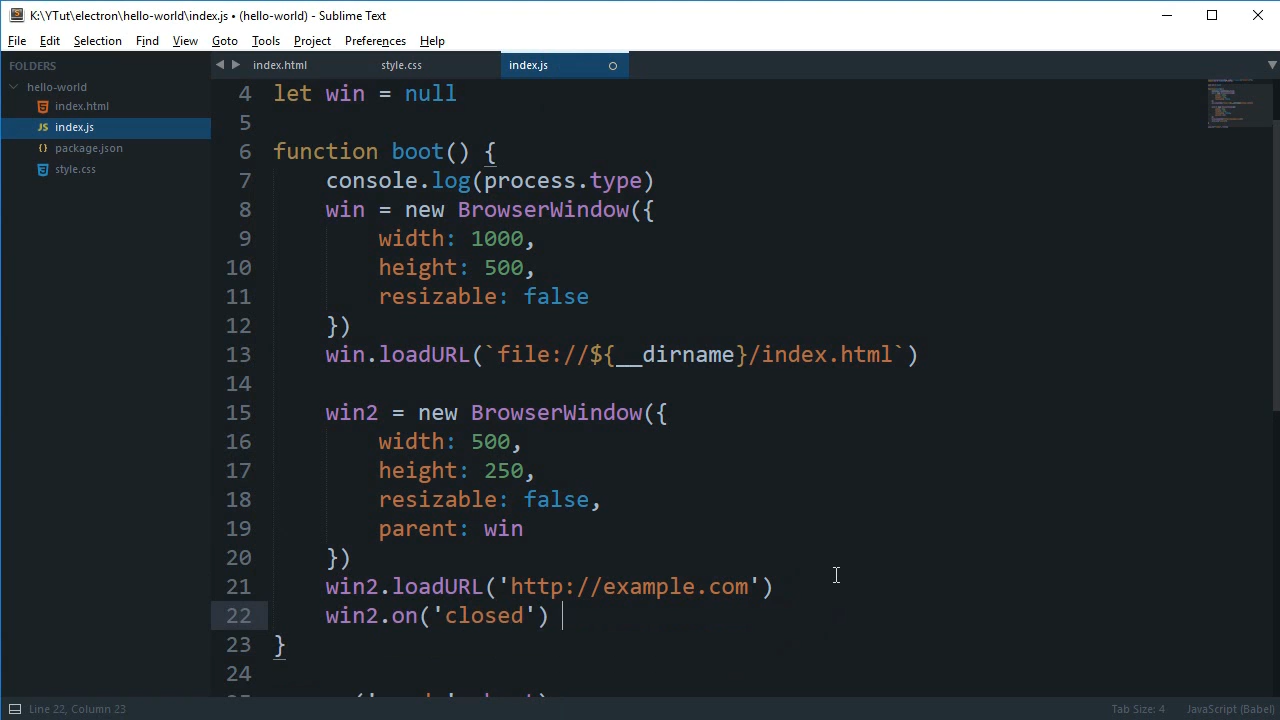 K:\YTut\electron\hello-world\index.js • (hello-world) - Sublime Text
File Edit Selection Find View Goto Tools Project Preferences Help
FOLDERS
hello-world
index.html
JS index.js
{} package.json
style.css
index.html style.css index.js
4 let win = null
5
6 function boot() {
7     console.log(process.type)
8     win = new BrowserWindow({
9         width: 1000,
10         height: 500,
11         resizable: false
12     })
13     win.loadURL(`file://${__dirname}/index.html`)
14
15     win2 = new BrowserWindow({
16         width: 500,
17         height: 250,
18         resizable: false,
19         parent: win
20     })
21     win2.loadURL('http://example.com')
22     win2.on('closed')
23 }
24
Line 22, Column 23 Tab Size: 4 JavaScript (Babel)